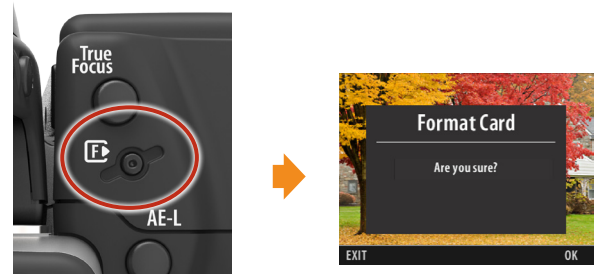 True
Focus
F
AE-L
Format Card
Are you sure?
EXIT
OK